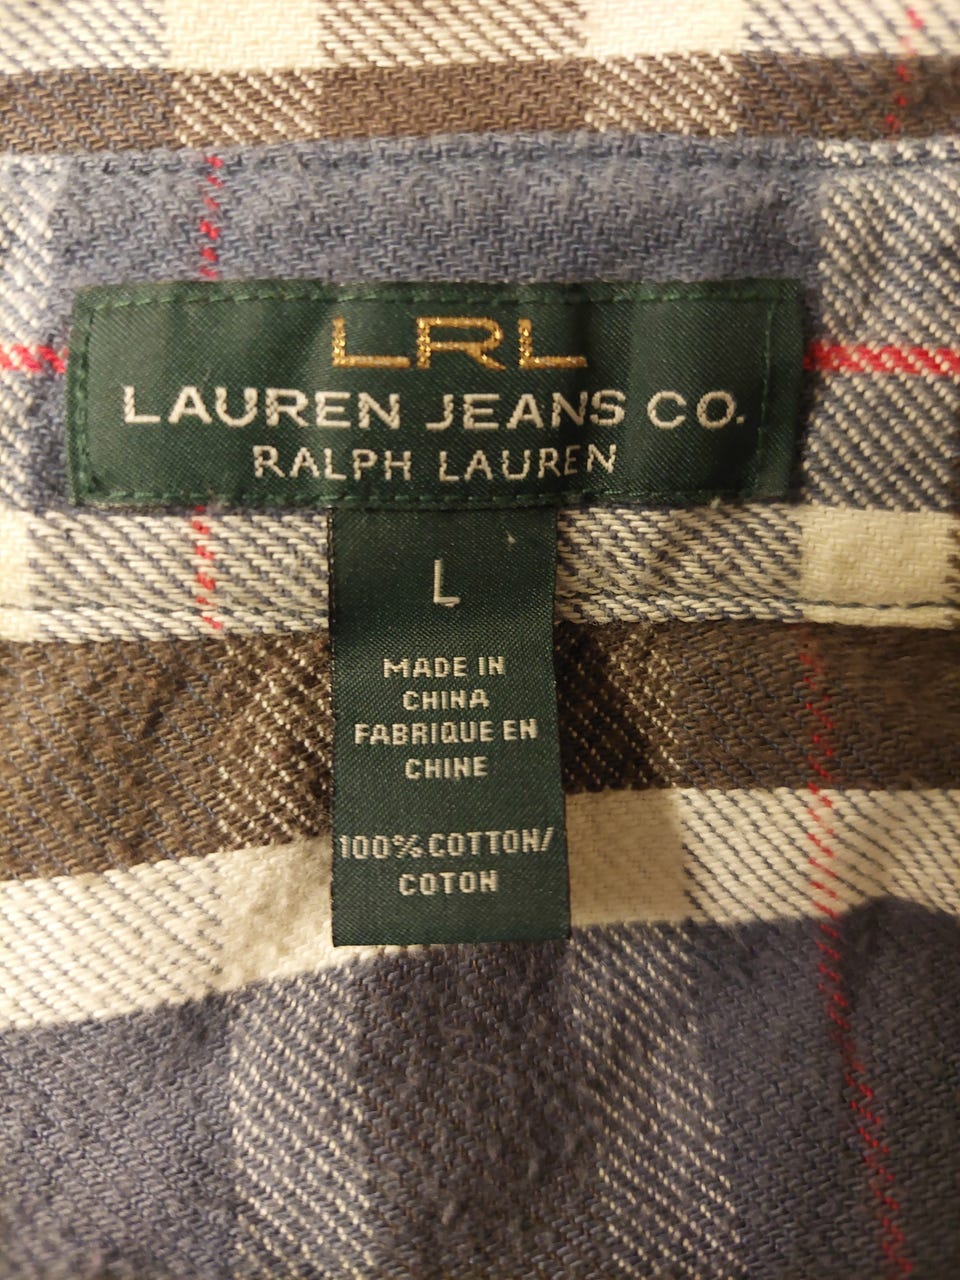 LRL
LAUREN JEANS CO.
RALPH LAUREN
L
MADE IN
CHINA
FABRIQUE EN
CHINE
100% COTTON/
COTON